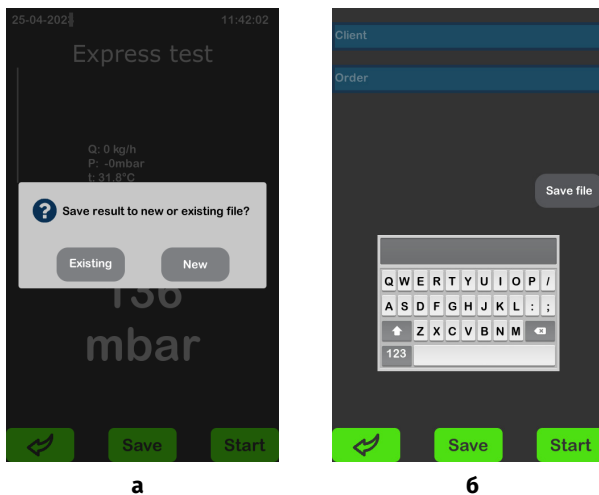 25-04-202 11:42:02
Express test
Q: 0 kg/h
P: -0mbar
t: 31.8°C
Save result to new or existing file?
Existing New
136
mbar
Save Start
а
Client
Order
Save file
Q W E R T Y U I O P /
A S D F G H J K L : ;
Z X C V B N M
123
Save Start
б